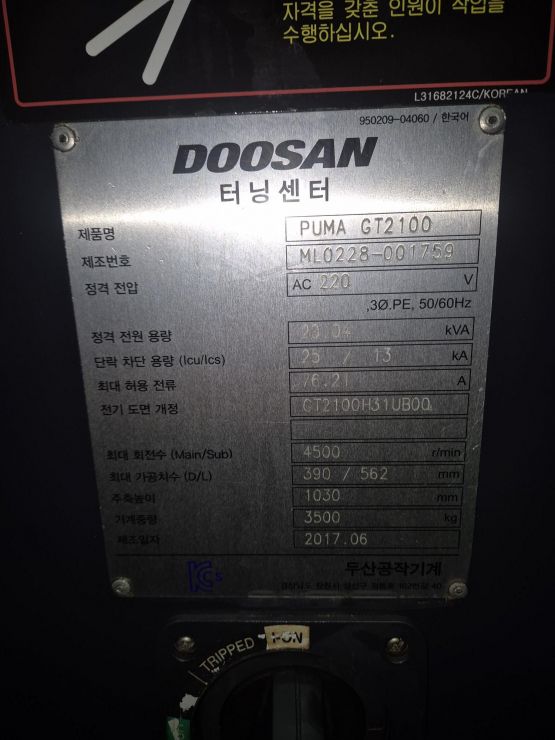 자격을 갖춘 인원이 작업을
수행하십시오.
L31682124C/KOREAN
950209-04060 / 한국어
DOOSAN
터닝센터
제품명 PUMA GT2100
제조번호 ML0228-001759
정격 전압 AC 220 V
,3Ø.PE, 50/60Hz
정격 전원 용량 23.04 kVA
단락 차단 용량 (Icu/Ics) 25 / 13 kA
최대 허용 전류 76.21 A
전기 도면 개정 GT2100H31UB00
최대 회전수 (Main/Sub) 4500 r/min
최대 가공치수 (D/L) 390 / 562 mm
주축높이 1030 mm
기계중량 3500 kg
제조일자 2017.06
두산공작기계
TRIPPED I-ON